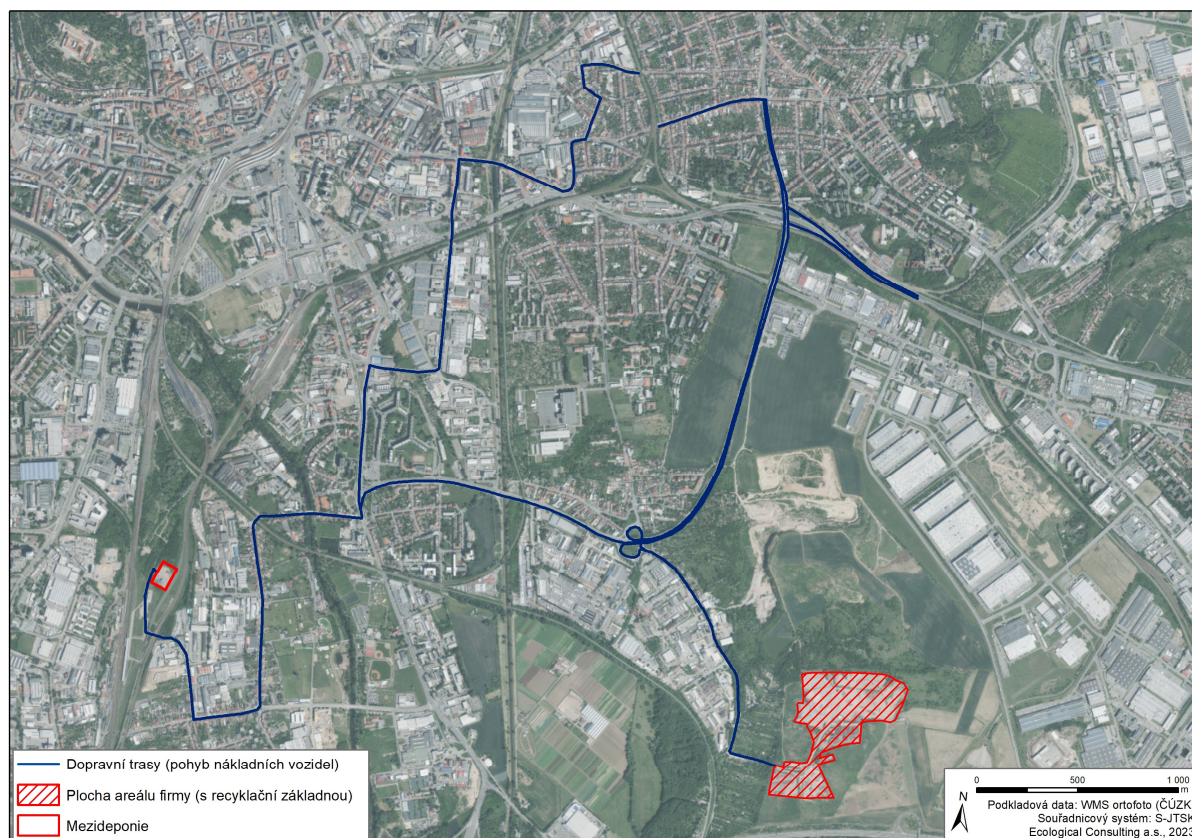 Dopravní trasy (pohyb nákladních vozidel)
Plocha areálu firmy (s recyklační základnou)
Mezideponie
0 500 1 000
m
N
Podkladová data: WMS ortofoto (ČÚZK
Souřadnicový systém: S-JTSK
Ecological Consulting a.s., 202